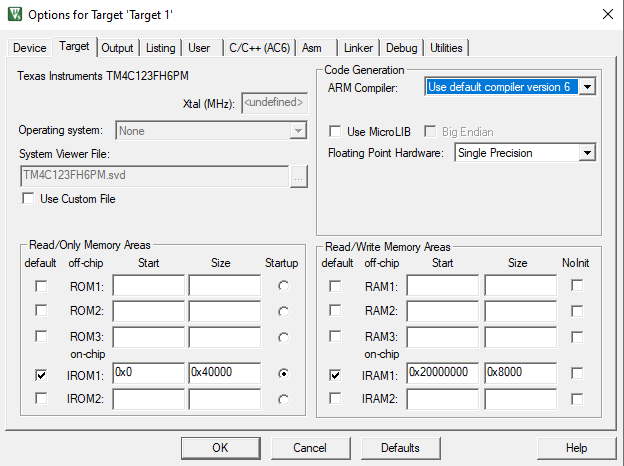 Options for Target 'Target 1'
Device Target Output Listing User C/C++ (AC6) Asm Linker Debug Utilities
Texas Instruments TM4C123FH6PM
Xtal (MHz): <undefined>
Operating system: None
System Viewer File:
TM4C123FH6PM.svd ...
Use Custom File
Code Generation
ARM Compiler: Use default compiler version 6
Use MicroLIB Big Endian
Floating Point Hardware: Single Precision
Read/Only Memory Areas
default off-chip Start Size Startup
ROM1:
ROM2:
ROM3:
on-chip
IROM1: 0x0 0x40000
IROM2:
Read/Write Memory Areas
default off-chip Start Size NoInit
RAM1:
RAM2:
RAM3:
on-chip
IRAM1: 0x20000000 0x8000
IRAM2:
OK Cancel Defaults Help